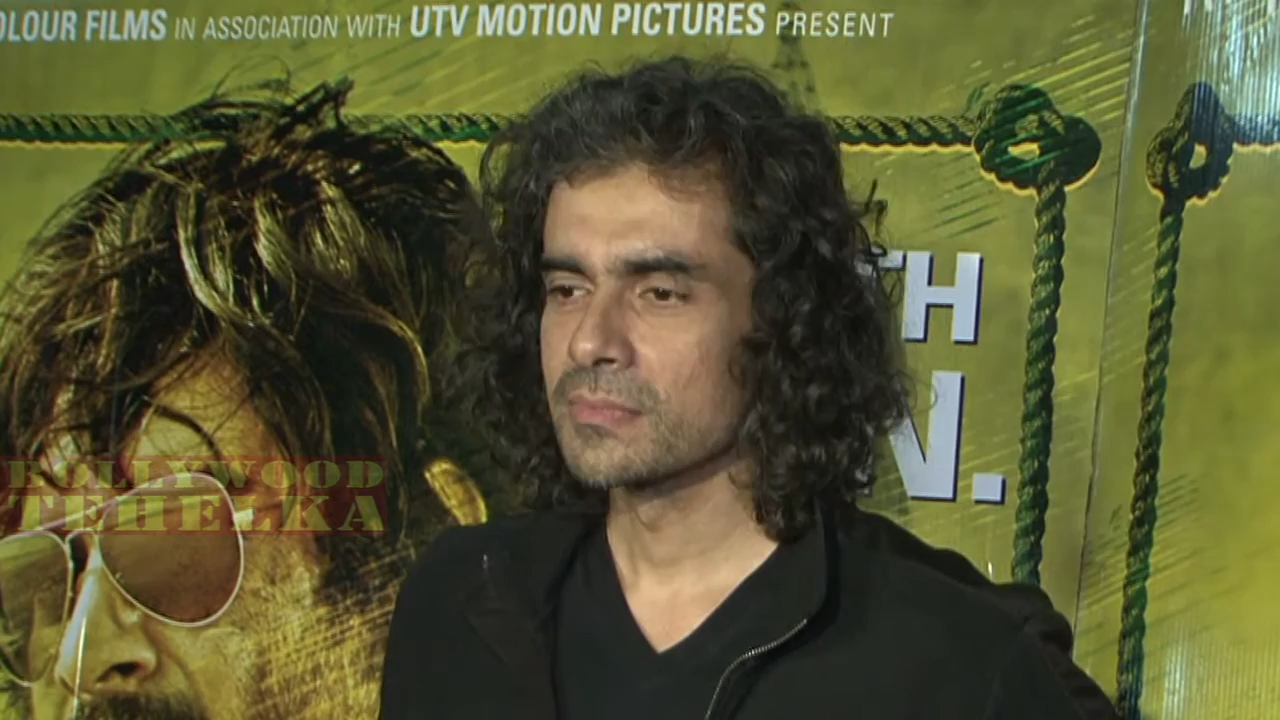 OLOUR FILMS IN ASSOCIATION WITH UTV MOTION PICTURES PRESENT
TH
N.
BOLLYWOOD
TEHELKA